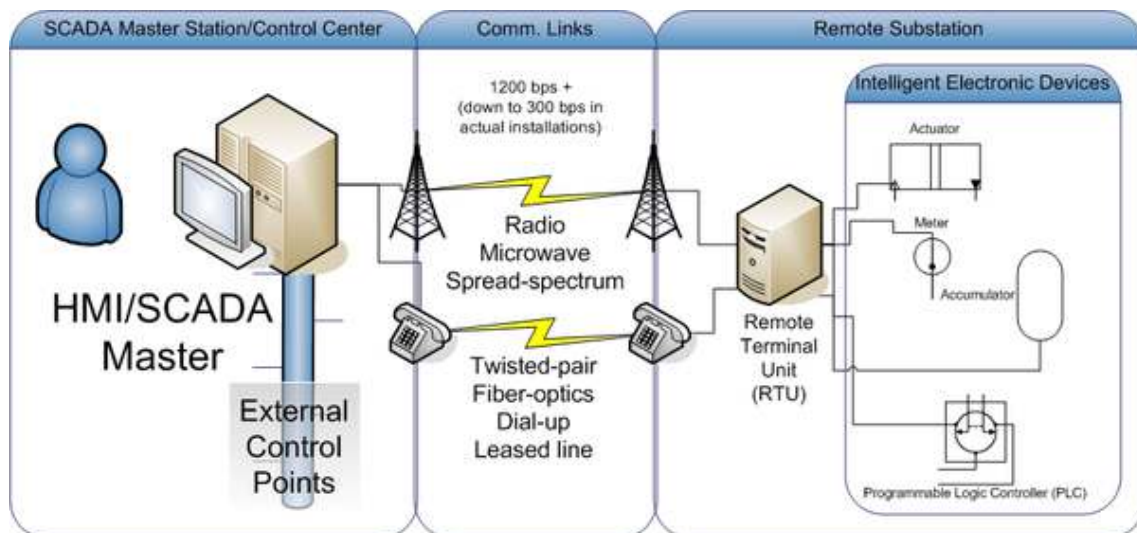 SCADA Master Station/Control Center
Comm. Links
Remote Substation
1200 bps +
(down to 300 bps in
actual installations)
Radio
Microwave
Spread-spectrum
Twisted-pair
Fiber-optics
Dial-up
Leased line
HMI/SCADA
Master
External
Control
Points
Remote
Terminal
Unit
(RTU)
Intelligent Electronic Devices
Actuator
Meter
Accumulator
Programmable Logic Controller (PLC)